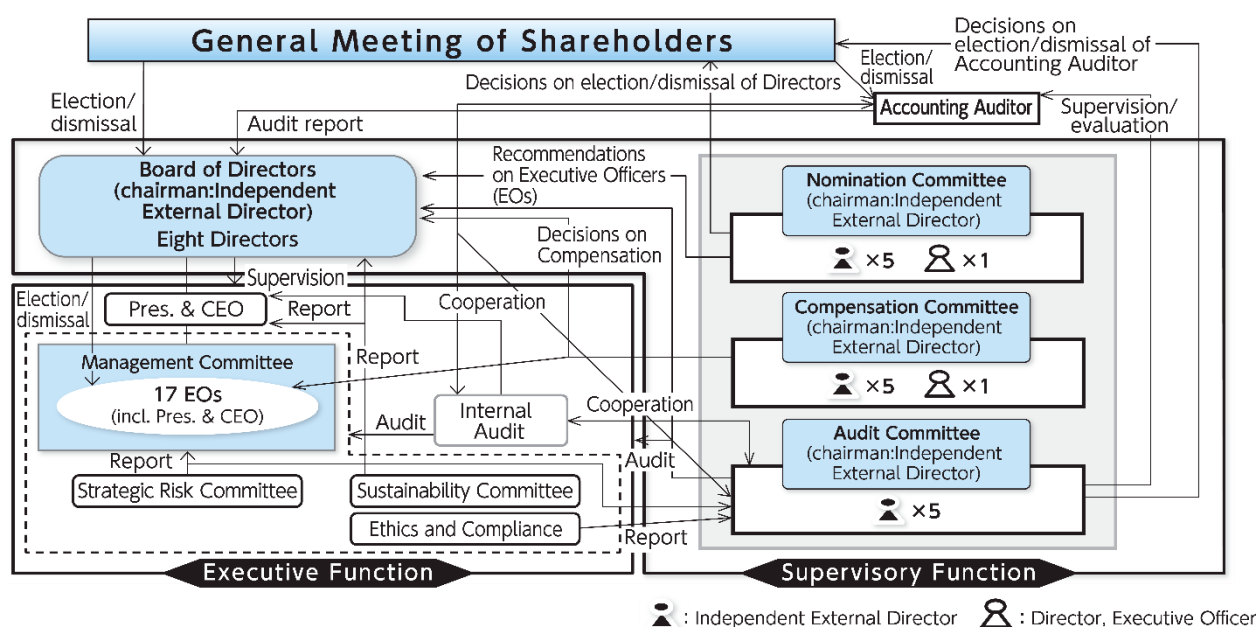 General Meeting of Shareholders
Decisions on
election/dismissal of
Accounting Auditor
Election/
dismissal
Decisions on election/dismissal of Directors
Election/
dismissal
Accounting Auditor
Supervision/
evaluation
Audit report
Board of Directors
(chairman:Independent
External Director)
Eight Directors
Recommendations
on Executive Officers
(EOs)
Nomination Committee
(chairman:Independent
External Director)
×5
×1
Decisions on
Compensation
Supervision
Election/
dismissal
Pres. & CEO
Report
Cooperation
Compensation Committee
(chairman:Independent
External Director)
×5
×1
Management Committee
17 EOs
(incl. Pres. & CEO)
Report
Internal
Audit
Audit
Cooperation
Audit Committee
(chairman:Independent
External Director)
×5
Audit
Report
Strategic Risk Committee
Sustainability Committee
Ethics and Compliance
Report
Executive Function
Supervisory Function
: Independent External Director
: Director, Executive Officer